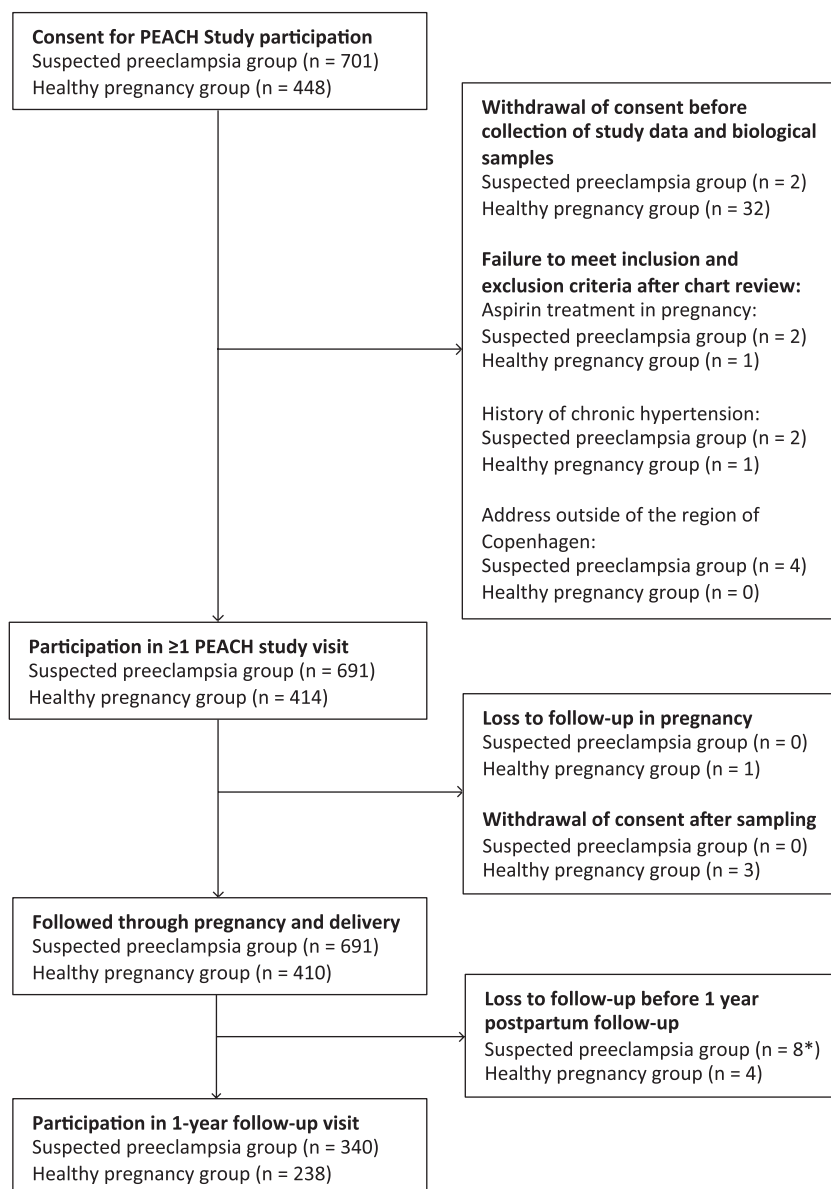 Consent for PEACH Study participation
Suspected preeclampsia group (n = 701)
Healthy pregnancy group (n = 448)
Withdrawal of consent before
collection of study data and biological
samples
Suspected preeclampsia group (n = 2)
Healthy pregnancy group (n = 32)
Failure to meet inclusion and
exclusion criteria after chart review:
Aspirin treatment in pregnancy:
Suspected preeclampsia group (n = 2)
Healthy pregnancy group (n = 1)
History of chronic hypertension:
Suspected preeclampsia group (n = 2)
Healthy pregnancy group (n = 1)
Address outside of the region of
Copenhagen:
Suspected preeclampsia group (n = 4)
Healthy pregnancy group (n = 0)
Participation in ≥1 PEACH study visit
Suspected preeclampsia group (n = 691)
Healthy pregnancy group (n = 414)
Loss to follow-up in pregnancy
Suspected preeclampsia group (n = 0)
Healthy pregnancy group (n = 1)
Withdrawal of consent after sampling
Suspected preeclampsia group (n = 0)
Healthy pregnancy group (n = 3)
Followed through pregnancy and delivery
Suspected preeclampsia group (n = 691)
Healthy pregnancy group (n = 410)
Loss to follow-up before 1 year
postpartum follow-up
Suspected preeclampsia group (n = 8*)
Healthy pregnancy group (n = 4)
Participation in 1-year follow-up visit
Suspected preeclampsia group (n = 340)
Healthy pregnancy group (n = 238)